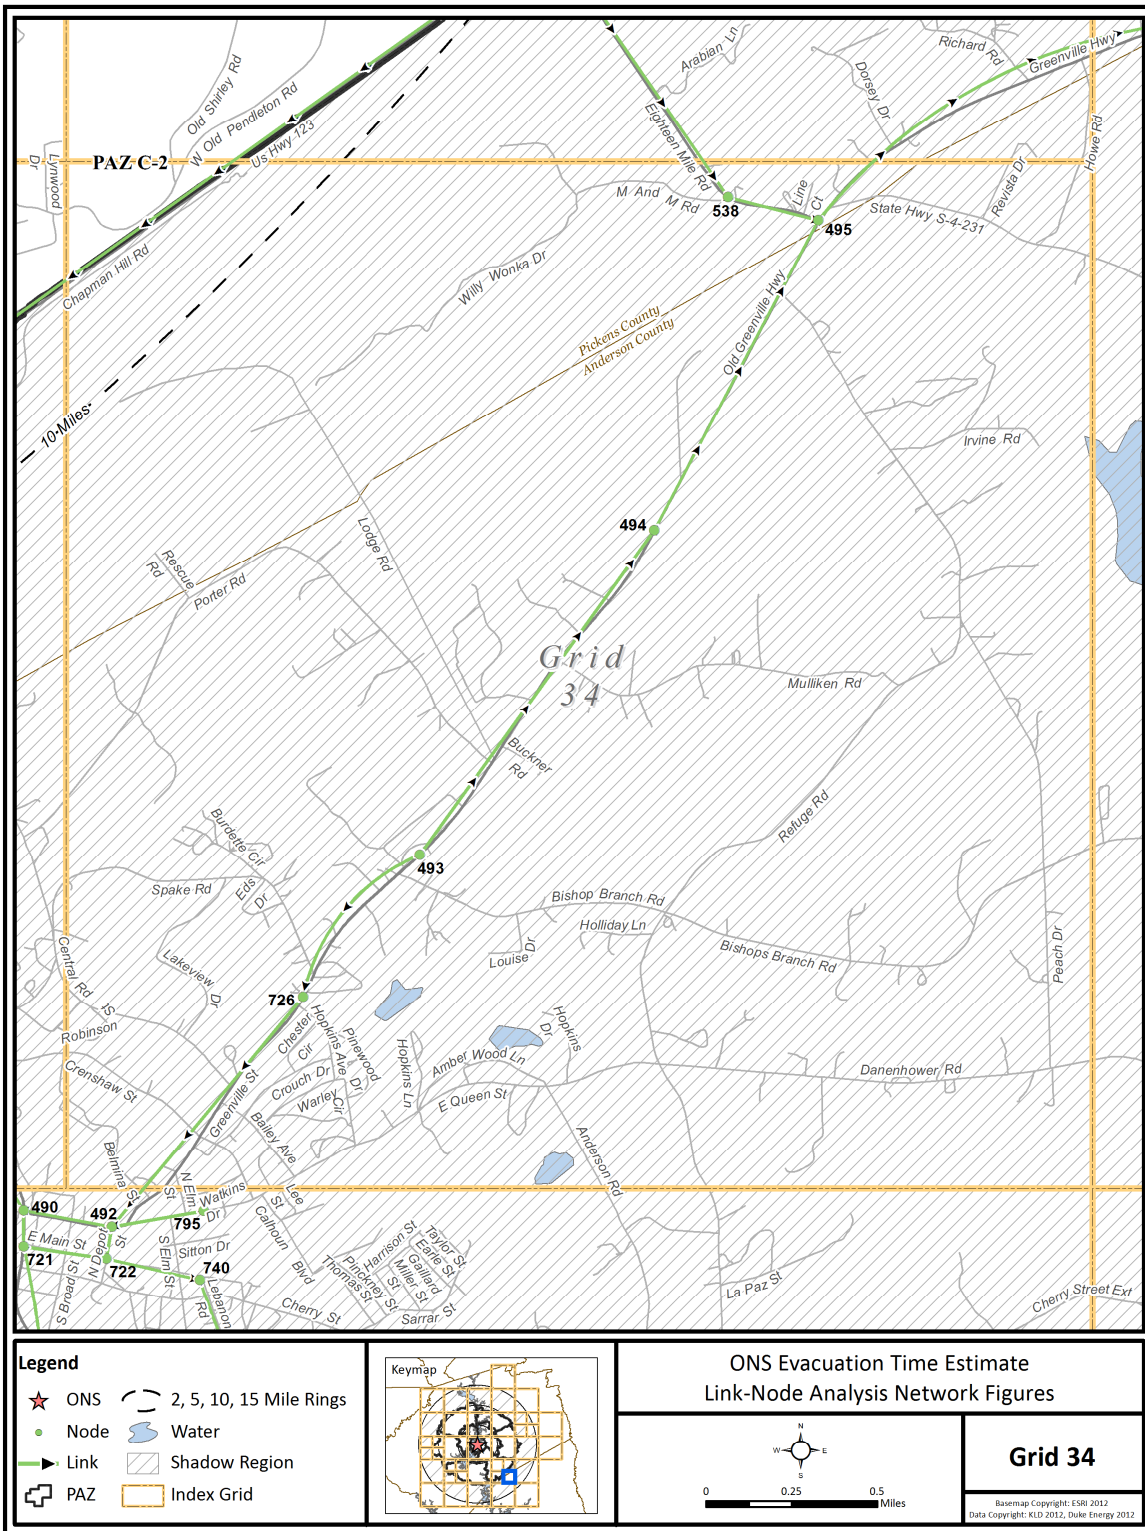 Richard Rd
Greenville Hwy
Arabian Ln
Dorsey Dr
Old Shirley Rd
W Old Pendleton Rd
Us Hwy 123
PAZ C-2
Lynwood
Dr
Eighteen Mile Rd
Howe Rd
M And
M Rd
538
Line
Ct
495
State Hwy S-4-231
Revista Dr
Chapman Hill Rd
Willy Wonka Dr
Pickens County
Anderson County
Old Greenville Hwy
10 Miles
Irvine Rd
494
Lodge Rd
Rescue
Rd
Porter Rd
Grid
34
Mulliken Rd
Buckner
Rd
Refuge Rd
Burdette Cir
493
Spake Rd
Eds
Dr
Bishop Branch Rd
Holliday Ln
Bishops Branch Rd
Peach Dr
Central Rd
Lakeview
Dr
Louise Dr
726
Robinson
St
Chester
Cir
Hopkins Ave
Pinewood
Dr
Hopkins Ln
Hopkins
Dr
Amber Wood Ln
Crenshaw St
Crouch Dr
Warley
Cir
E Queen St
Danenhower Rd
Greenville St
Bailey Ave
Anderson Rd
Belmina
St
St
N Elm
Watkins
Dr
Lee
St
490
492
795
E Main St
N Depot
St
721
722
740
S Elm St
Sitton Dr
Calhoun
Blvd
S Broad St
Lebanon
Rd
Cherry St
Harrison St
Thomas St
Pinckney St
Miller St
Gaillard
St
Earle St
Taylor St
Sarrar St
La Paz St
Cherry Street Ext
Legend
ONS
2, 5, 10, 15 Mile Rings
Node
Water
Link
Shadow Region
PAZ
Index Grid
Keymap
ONS Evacuation Time Estimate
Link-Node Analysis Network Figures
N
W
E
S
0
0.25
0.5
Miles
Grid 34
Basemap Copyright: ESRI 2012
Data Copyright: KLD 2012, Duke Energy 2012